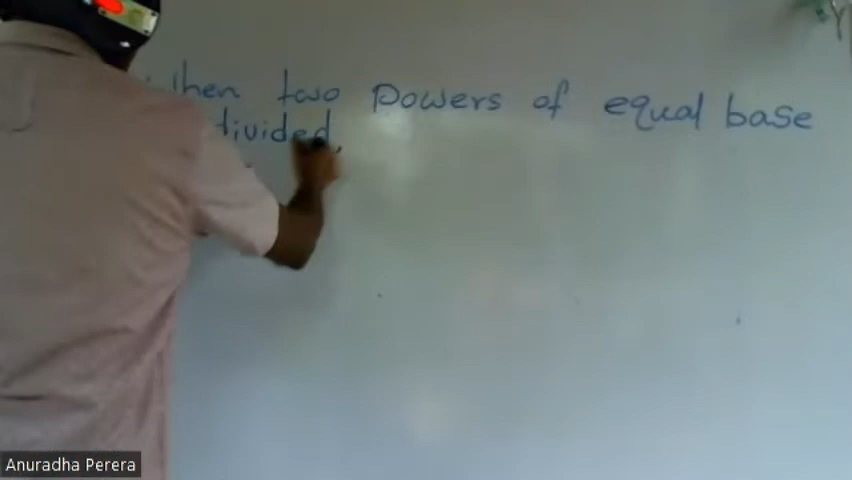 then two Powers of equal base
divided,
Anuradha Perera